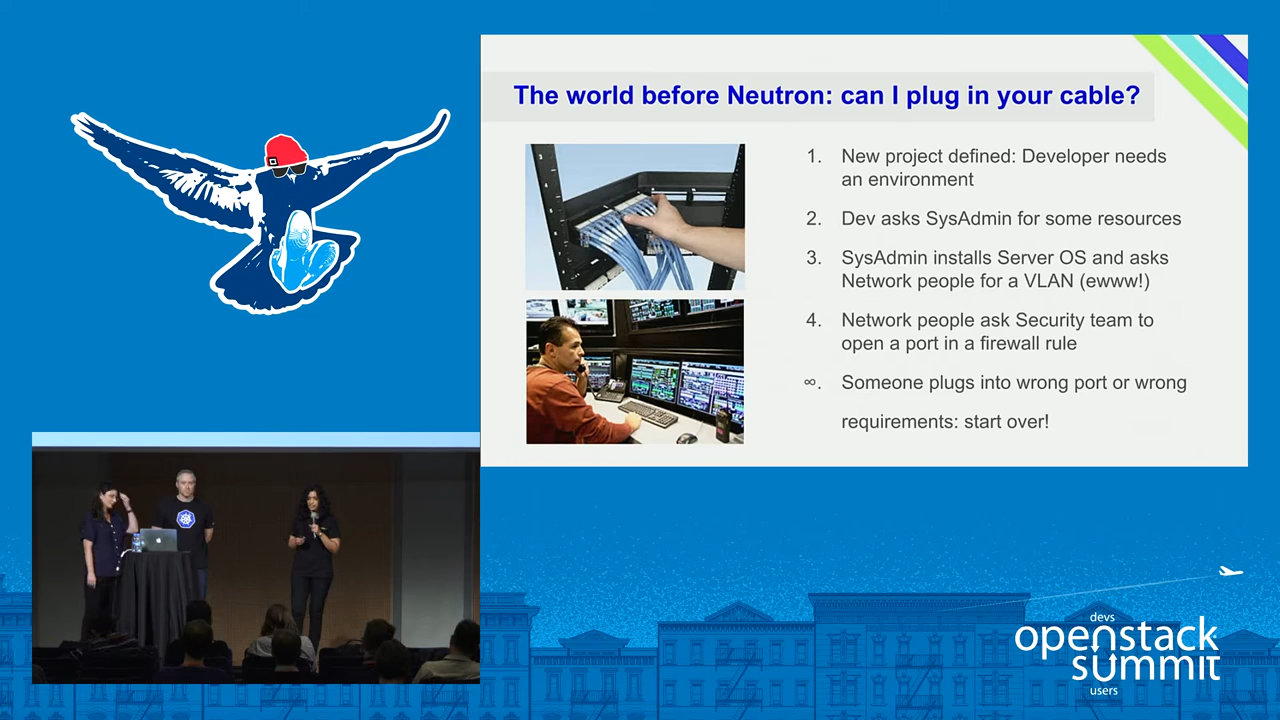 The world before Neutron: can I plug in your cable?
1. New project defined: Developer needs
an environment
2. Dev asks SysAdmin for some resources
3. SysAdmin installs Server OS and asks
Network people for a VLAN (ewww!)
4. Network people ask Security team to
open a port in a firewall rule
∞. Someone plugs into wrong port or wrong
requirements: start over!
devs
openstack
summit
users